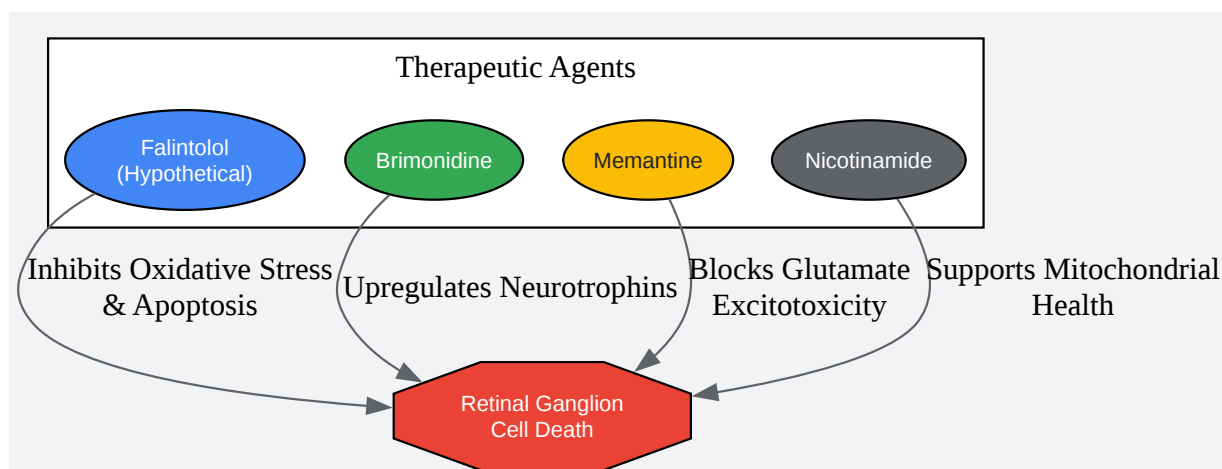 Therapeutic Agents
Falintolol
(Hypothetical)
Brimonidine
Memantine
Nicotinamide
Inhibits Oxidative Stress
& Apoptosis
Upregulates Neurotrophins
Blocks Glutamate
Excitotoxicity
Supports Mitochondrial
Health
Retinal Ganglion
Cell Death